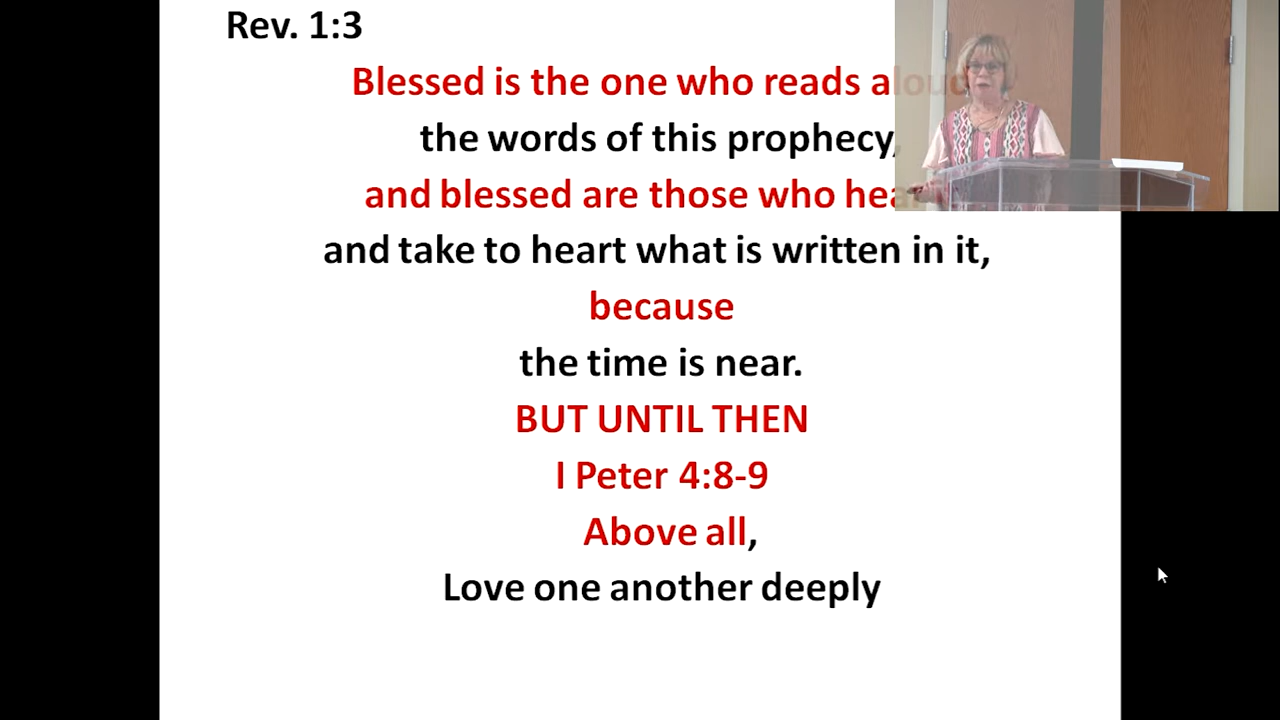 Rev. 1:3
Blessed is the one who reads aloud
the words of this prophecy,
and blessed are those who hear
and take to heart what is written in it,
because
the time is near.
BUT UNTIL THEN
I Peter 4:8-9
Above all,
Love one another deeply